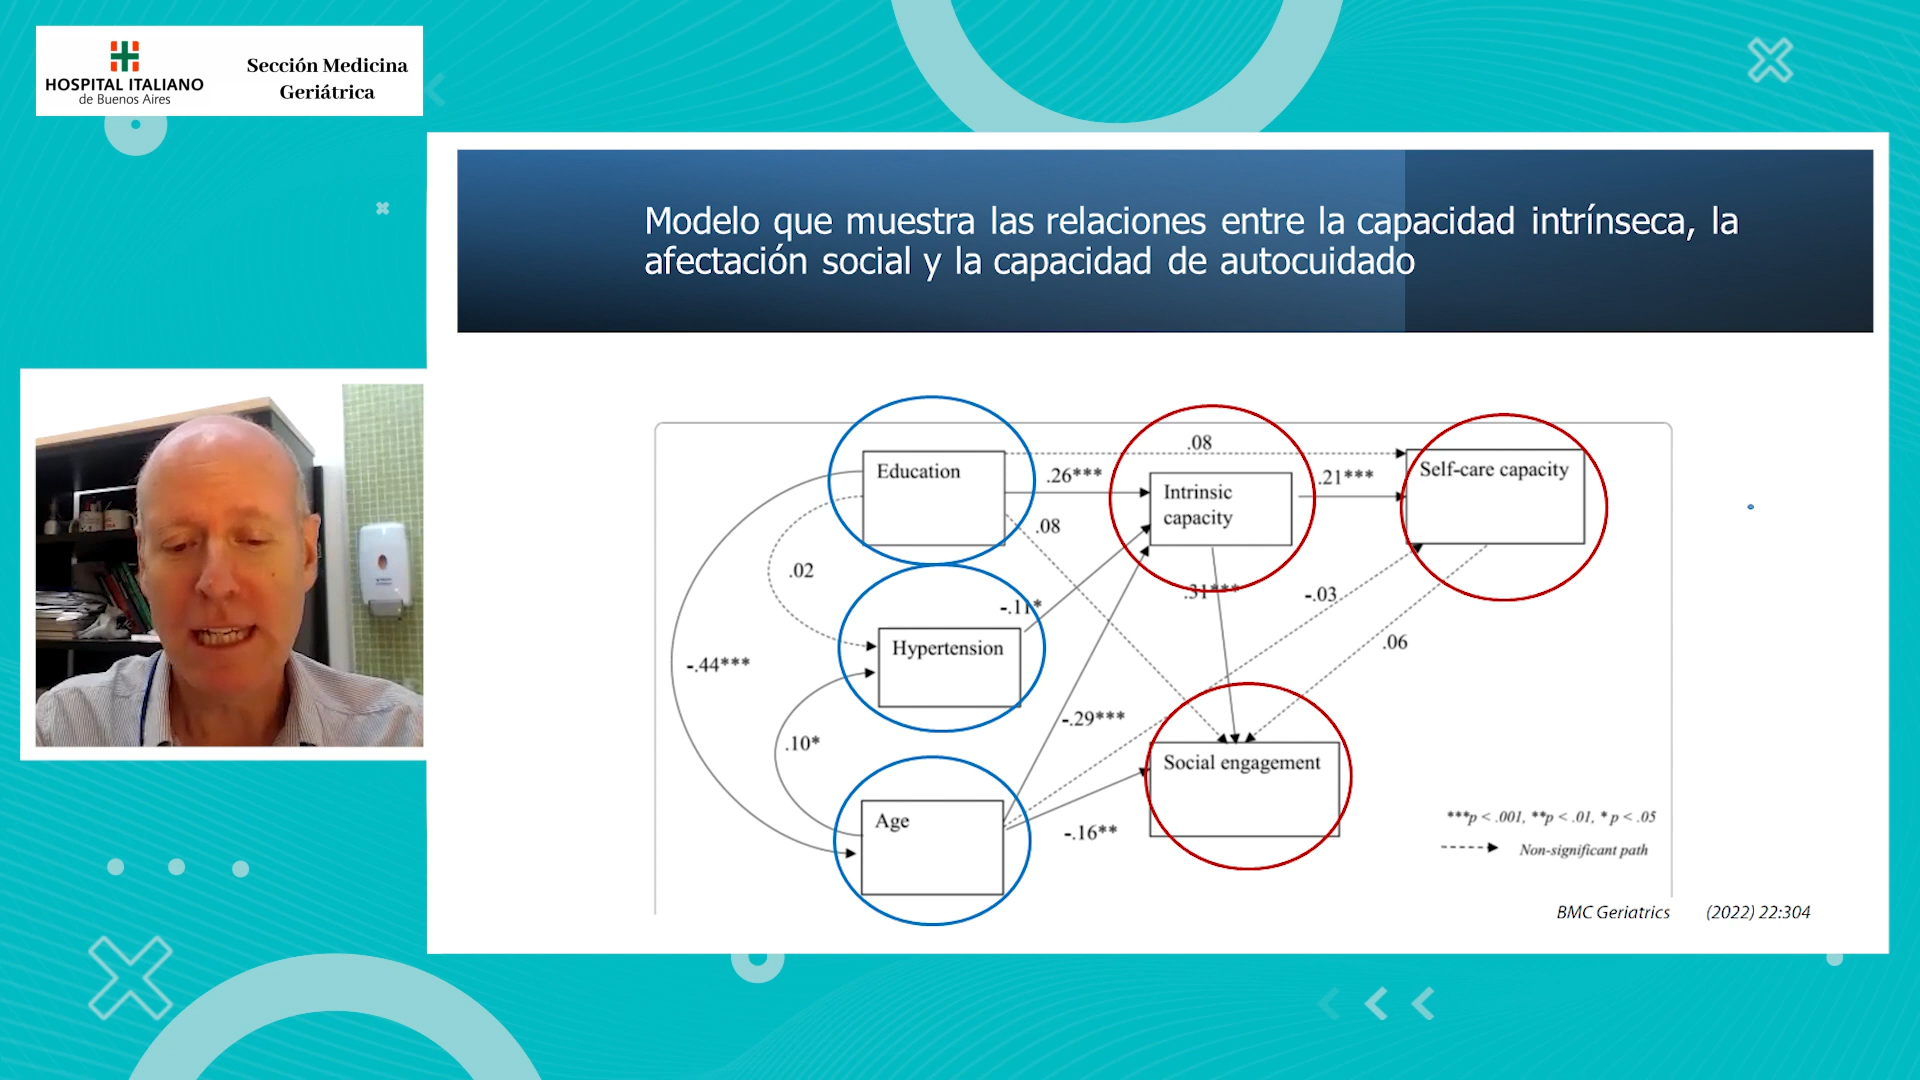 HOSPITAL ITALIANO
de Buenos Aires
Sección Medicina
Geriátrica
Modelo que muestra las relaciones entre la capacidad intrínseca, la
afectación social y la capacidad de autocuidado
Education
Hypertension
Age
Intrinsic
capacity
Self-care capacity
Social engagement
.08
.26***
.21***
.08
.02
-.11*
.31***
-.03
.06
-.44***
.10*
-.29***
-.16**
***p < .001, **p < .01, * p < .05
Non-significant path
BMC Geriatrics (2022) 22:304